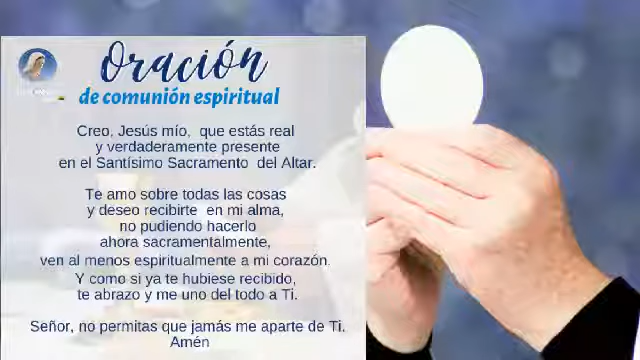 Oración
de comunión espiritual
Creo, Jesús mío, que estás real
y verdaderamente presente
en el Santísimo Sacramento del Altar.
Te amo sobre todas las cosas
y deseo recibirte en mi alma,
no pudiendo hacerlo
ahora sacramentalmente,
ven al menos espiritualmente a mi corazón.
Y como si ya te hubiese recibido,
te abrazo y me uno del todo a Ti.
Señor, no permitas que jamás me aparte de Ti.
Amén